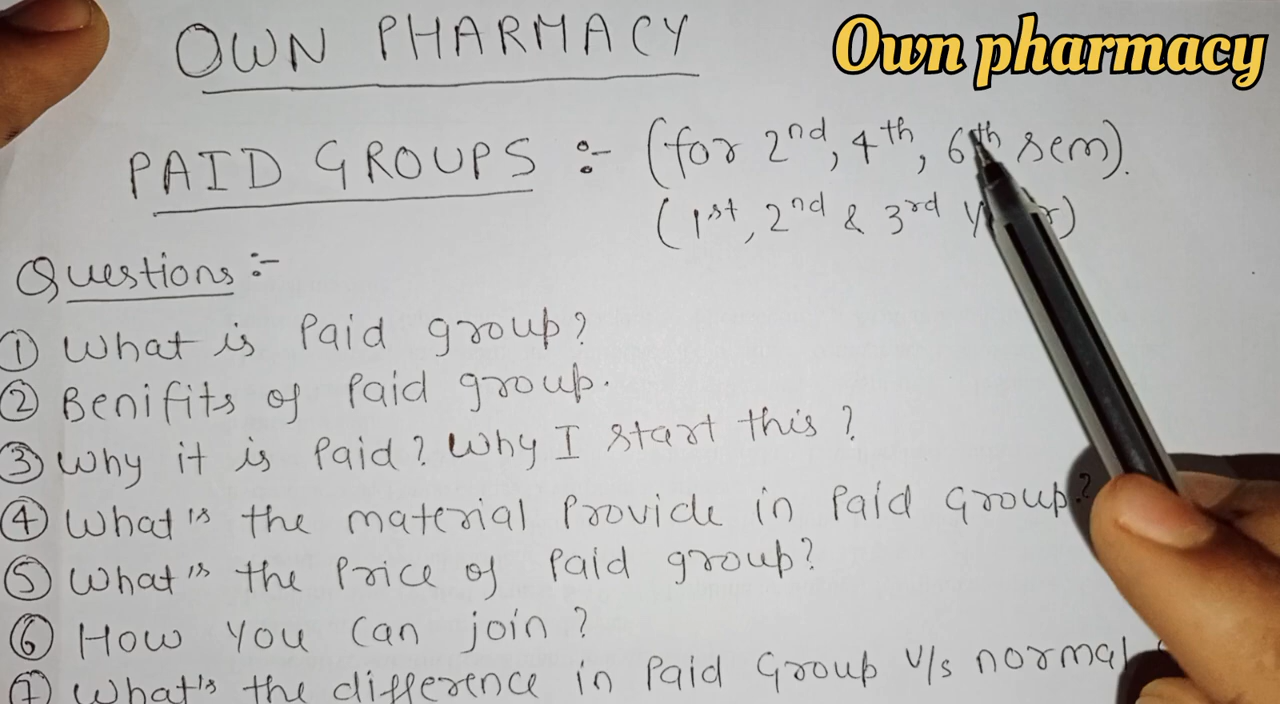 OWN PHARMACY
Own pharmacy
PAID GROUPS :- (for 2nd, 4th, 6th sem).
(1st, 2nd & 3rd
Questions :-
① What is Paid group?
② Benifits of Paid group.
③ Why it is Paid? Why I start this?
④ What's the material Provide in Paid Group?
⑤ What's the Price of Paid group?
⑥ How you can join?
⑦ What's the difference in Paid Group v/s normal